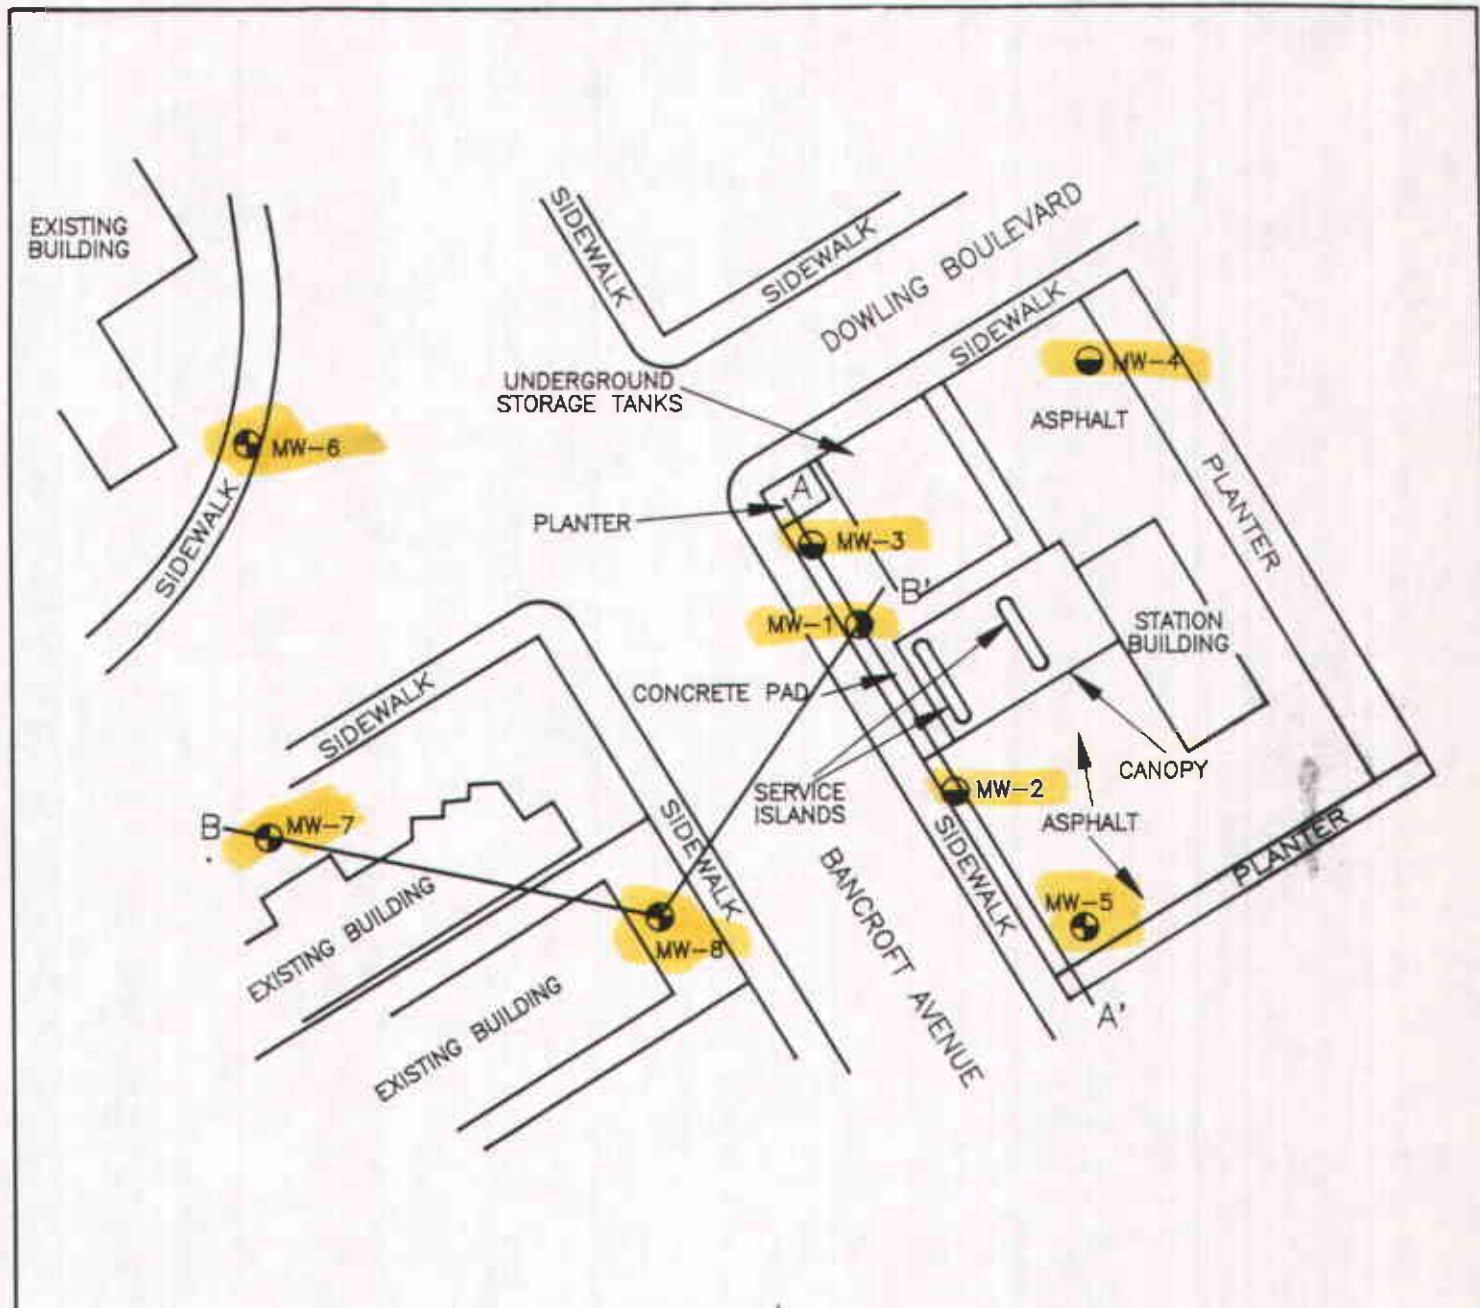 EXISTING
BUILDING
SIDEWALK
SIDEWALK
DOWLING BOULEVARD
SIDEWALK
SIDEWALK
MW-4
UNDERGROUND
STORAGE TANKS
ASPHALT
MW-6
PLANTER
A
PLANTER
MW-3
SIDEWALK
B'
MW-1
STATION
BUILDING
CONCRETE PAD
SIDEWALK
CANOPY
SERVICE
ISLANDS
MW-2
ASPHALT
B
MW-7
SIDEWALK
SIDEWALK
PLANTER
BANCROFT AVENUE
MW-5
EXISTING BUILDING
MW-8
EXISTING BUILDING
A'